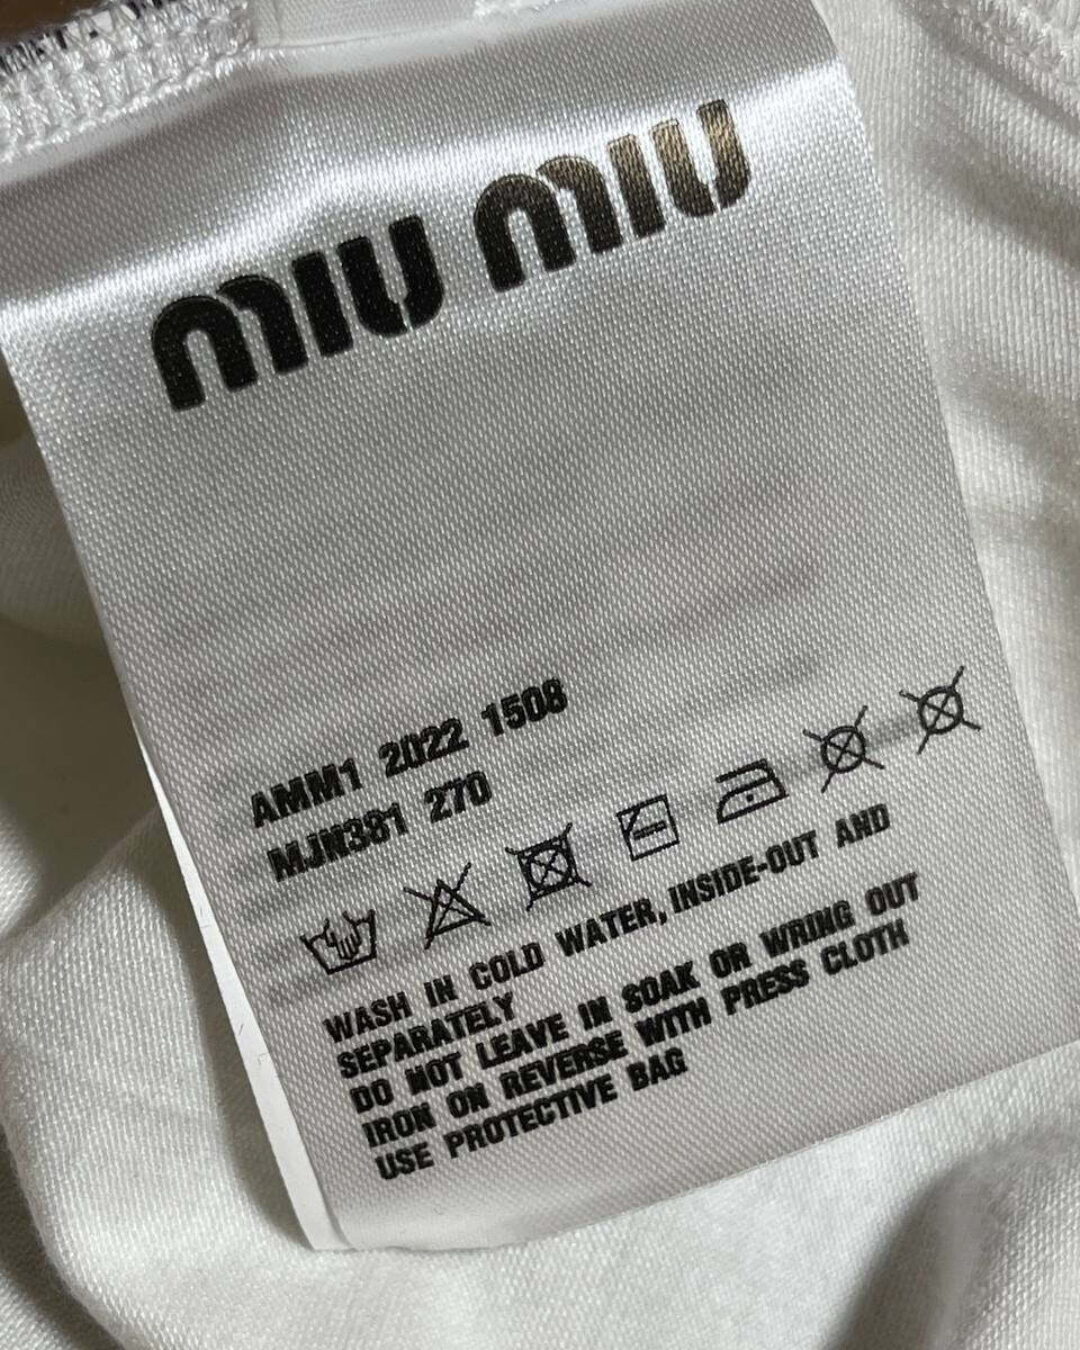 miu miu
AMM1 2022 1508
MJN381 270
WASH IN COLD WATER, INSIDE-OUT AND
SEPARATELY
DO NOT LEAVE IN SOAK OR WRING OUT
IRON ON REVERSE WITH PRESS CLOTH
USE PROTECTIVE BAG